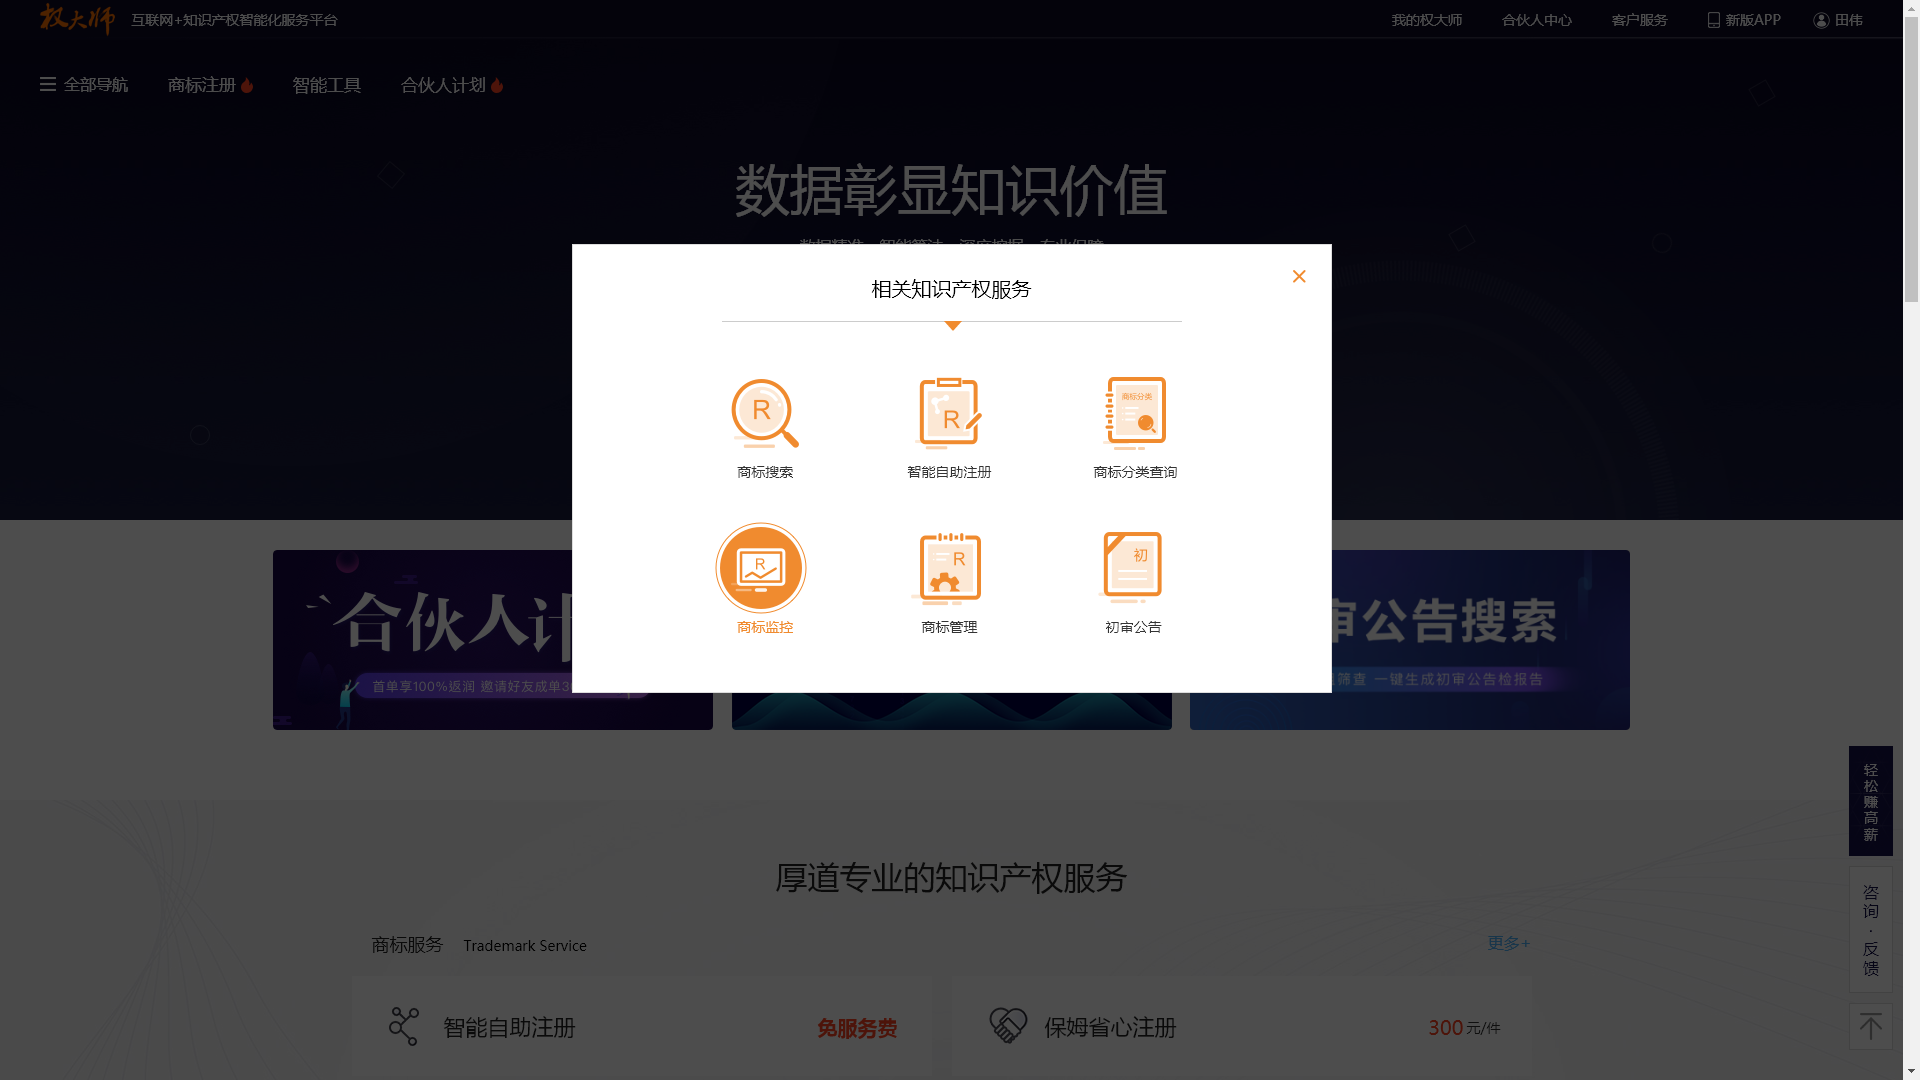 权大师 互联网+知识产权智能化服务平台 我的权大师 合伙人中心 客户服务 新版APP 田伟
全部导航 商标注册 智能工具 合伙人计划
数据彰显知识价值
相关知识产权服务
R R 商标分类
商标搜索 智能自助注册 商标分类查询
R R 初
商标监控 商标管理 初审公告
合伙人计
首单享100%返润 邀请好友成单3
审公告搜索
筛查 一键生成初审公告检报告
轻松赚高薪
咨询·反馈
厚道专业的知识产权服务
商标服务 Trademark Service 更多+
智能自助注册 免服务费 保姆省心注册 300元/件